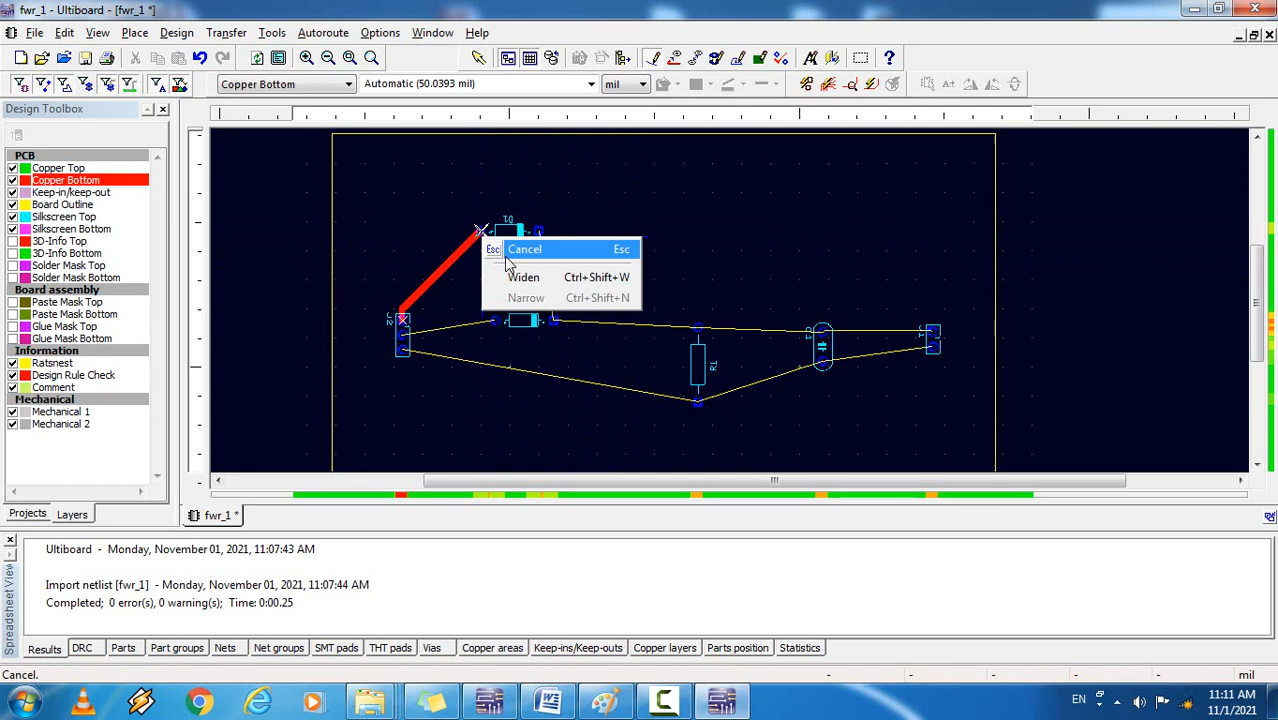 fwr_1 - Ultiboard - [fwr_1 *]
File Edit View Place Design Transfer Tools Autoroute Options Window Help
Copper Bottom Automatic (50.0393 mil) mil
Design Toolbox
PCB
Copper Top
Copper Bottom
Keep-in/keep-out
Board Outline
Silkscreen Top
Silkscreen Bottom
3D-Info Top
3D-Info Bottom
Solder Mask Top
Solder Mask Bottom
Board assembly
Paste Mask Top
Paste Mask Bottom
Glue Mask Top
Glue Mask Bottom
Information
Ratsnest
Design Rule Check
Comment
Mechanical
Mechanical 1
Mechanical 2
Projects Layers
D1
Esc Cancel Esc
Widen Ctrl+Shift+W
Narrow Ctrl+Shift+N
J2
R1
C1
J1
fwr_1 *
Spreadsheet View
Ultiboard - Monday, November 01, 2021, 11:07:43 AM
Import netlist [fwr_1] - Monday, November 01, 2021, 11:07:44 AM
Completed; 0 error(s), 0 warning(s); Time: 0:00.25
Results DRC Parts Part groups Nets Net groups SMT pads THT pads Vias Copper areas Keep-ins/Keep-outs Copper layers Parts position Statistics
Cancel. - - - mil
EN 11:11 AM
11/1/2021